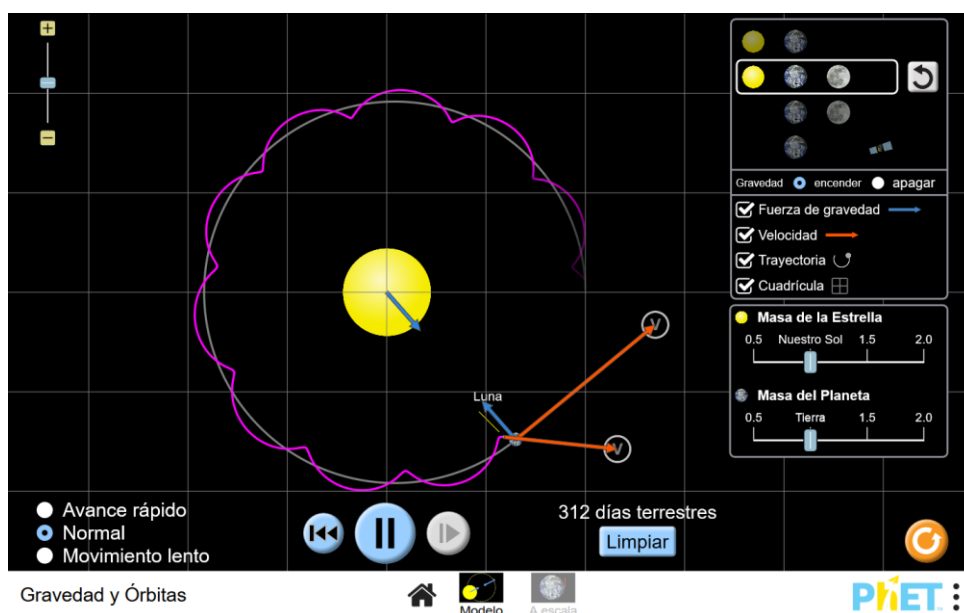 Gravedad encender apagar
Fuerza de gravedad
Velocidad
Trayectoria
Cuadrícula
Masa de la Estrella
0.5 Nuestro Sol 1.5 2.0
Masa del Planeta
0.5 Tierra 1.5 2.0
V
Luna
V
Avance rápido
Normal
Movimiento lento
312 días terrestres
Limpiar
Gravedad y Órbitas
Modelo
A escala
PhET